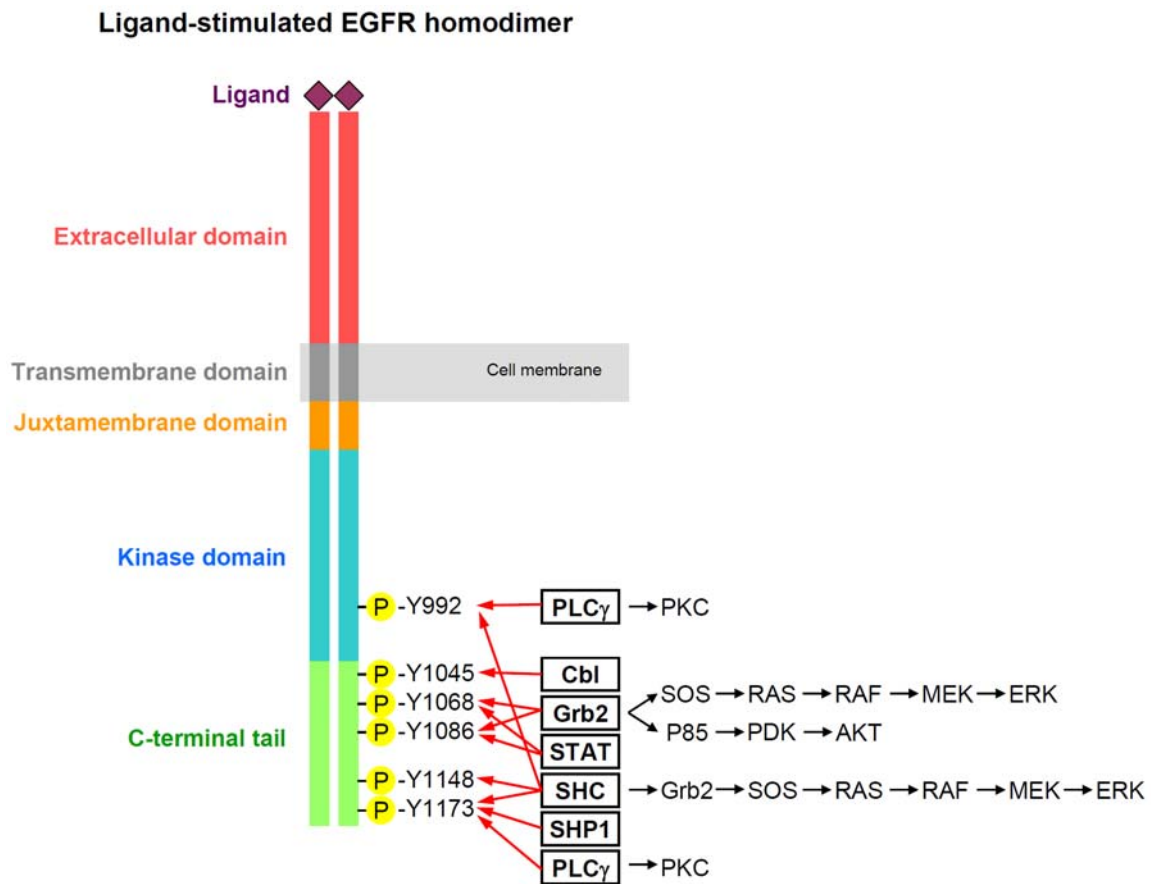 Ligand-stimulated EGFR homodimer
Ligand
Extracellular domain
Transmembrane domain
Cell membrane
Juxtamembrane domain
Kinase domain
P -Y992 PLCγ PKC
P -Y1045 Cbl
P -Y1068 Grb2 SOS RAS RAF MEK ERK
P85 PDK AKT
C-terminal tail
P -Y1086 STAT
P -Y1148 SHC Grb2 SOS RAS RAF MEK ERK
P -Y1173 SHP1
PLCγ PKC